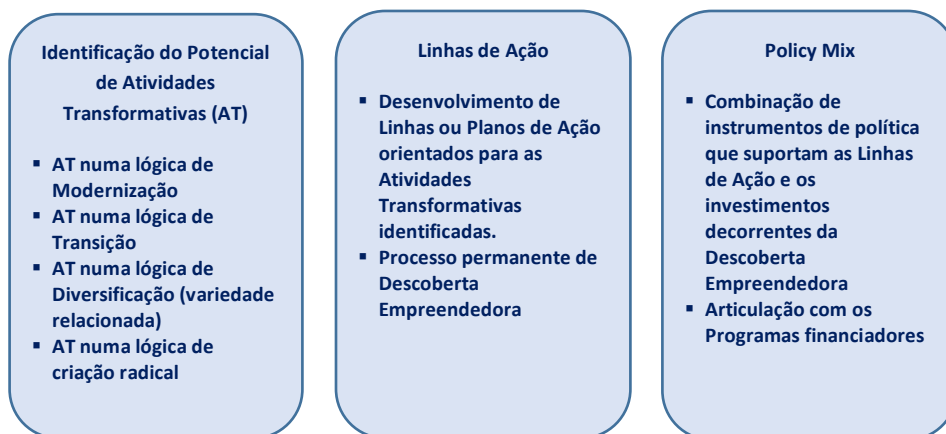 Identificação do Potencial
de Atividades
Transformativas (AT)
▪ AT numa lógica de
Modernização
▪ AT numa lógica de
Transição
▪ AT numa lógica de
Diversificação (variedade
relacionada)
▪ AT numa lógica de
criação radical
Linhas de Ação
▪ Desenvolvimento de
Linhas ou Planos de Ação
orientados para as
Atividades
Transformativas
identificadas.
▪ Processo permanente de
Descoberta
Empreendedora
Policy Mix
▪ Combinação de
instrumentos de política
que suportam as Linhas
de Ação e os
investimentos
decorrentes da
Descoberta
Empreendedora
▪ Articulação com os
Programas financiadores